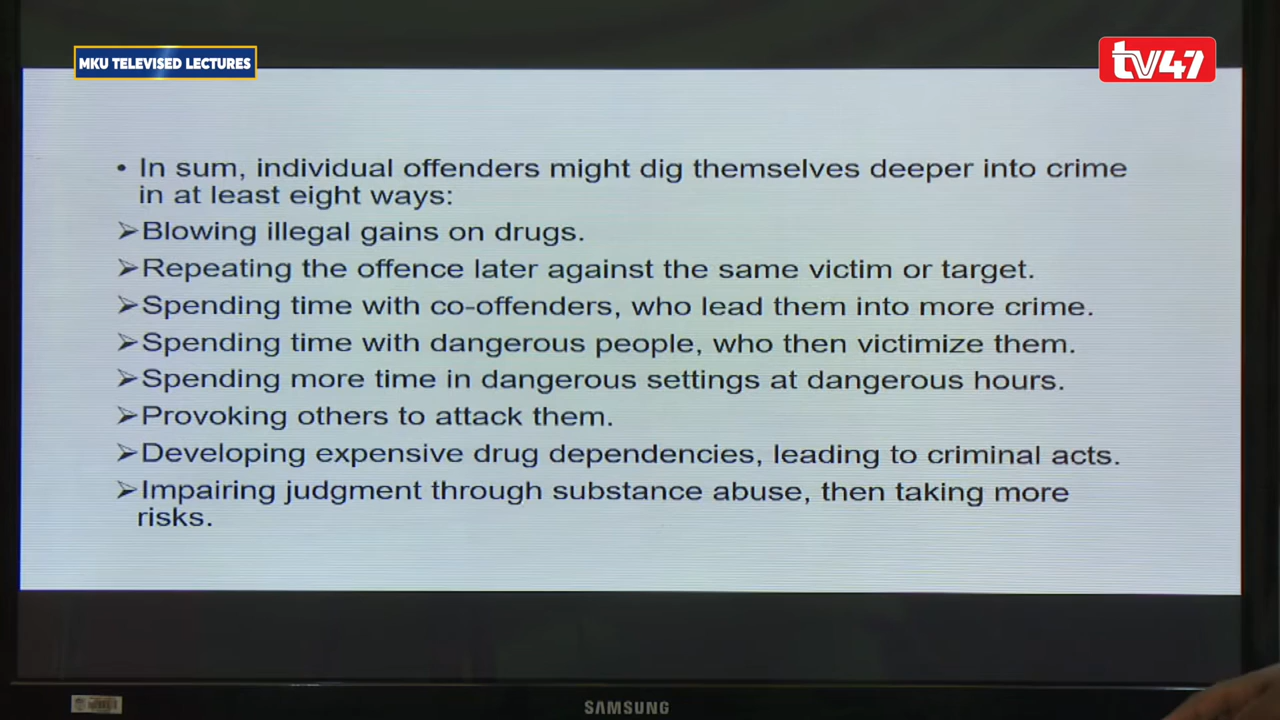 MKU TELEVISED LECTURES
tv47
• In sum, individual offenders might dig themselves deeper into crime
in at least eight ways:
➢Blowing illegal gains on drugs.
➢Repeating the offence later against the same victim or target.
➢Spending time with co-offenders, who lead them into more crime.
➢Spending time with dangerous people, who then victimize them.
➢Spending more time in dangerous settings at dangerous hours.
➢Provoking others to attack them.
➢Developing expensive drug dependencies, leading to criminal acts.
➢Impairing judgment through substance abuse, then taking more
risks.
SAMSUNG